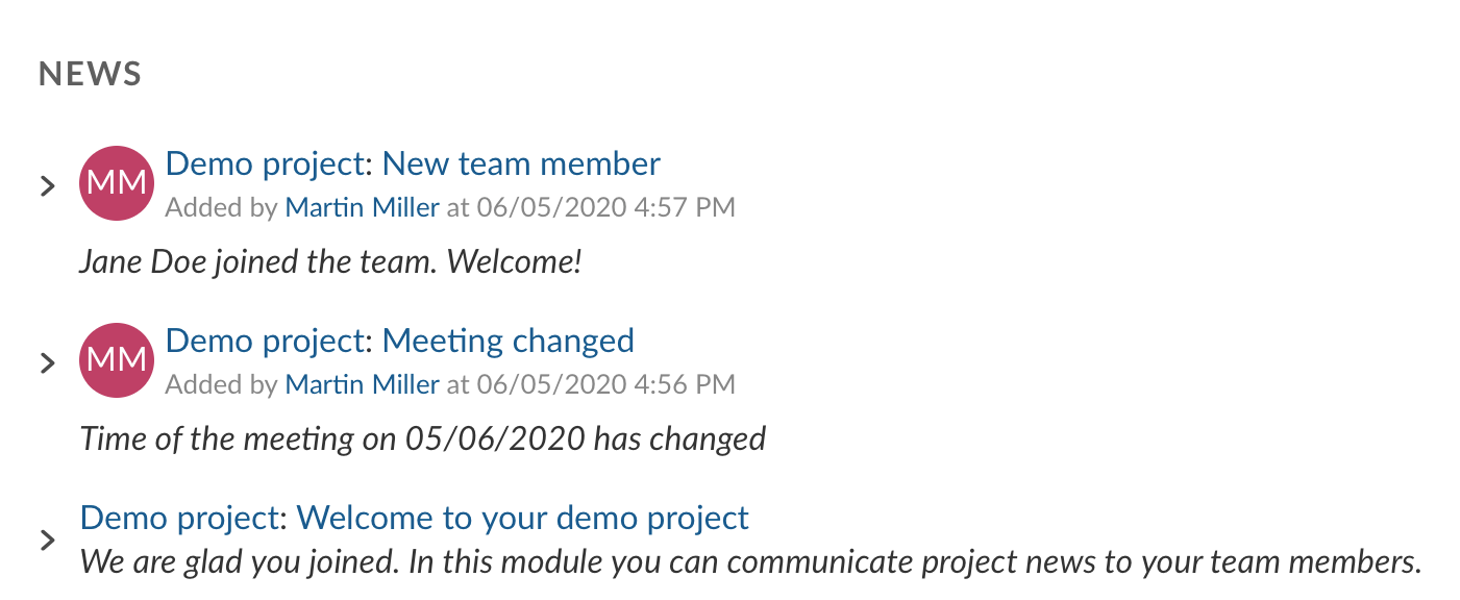 NEWS
MM
Demo project: New team member
Added by Martin Miller at 06/05/2020 4:57 PM
Jane Doe joined the team. Welcome!
MM
Demo project: Meeting changed
Added by Martin Miller at 06/05/2020 4:56 PM
Time of the meeting on 05/06/2020 has changed
Demo project: Welcome to your demo project
We are glad you joined. In this module you can communicate project news to your team members.